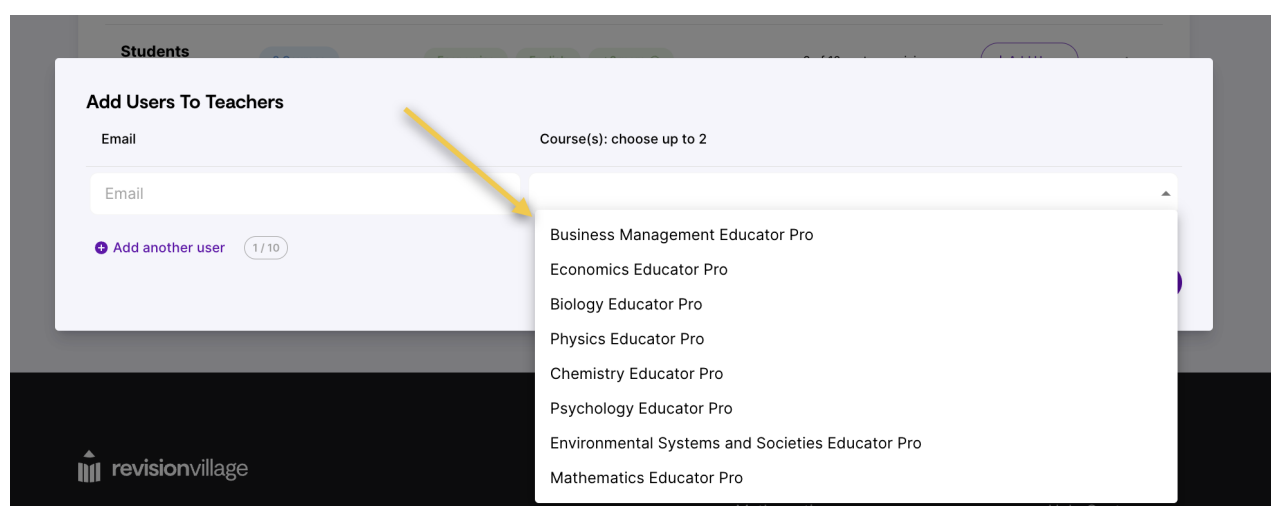 Students
Add Users To Teachers
Email
Course(s): choose up to 2
Email
Add another user
1 / 10
Business Management Educator Pro
Economics Educator Pro
Biology Educator Pro
Physics Educator Pro
Chemistry Educator Pro
Psychology Educator Pro
Environmental Systems and Societies Educator Pro
Mathematics Educator Pro
revisionvillage